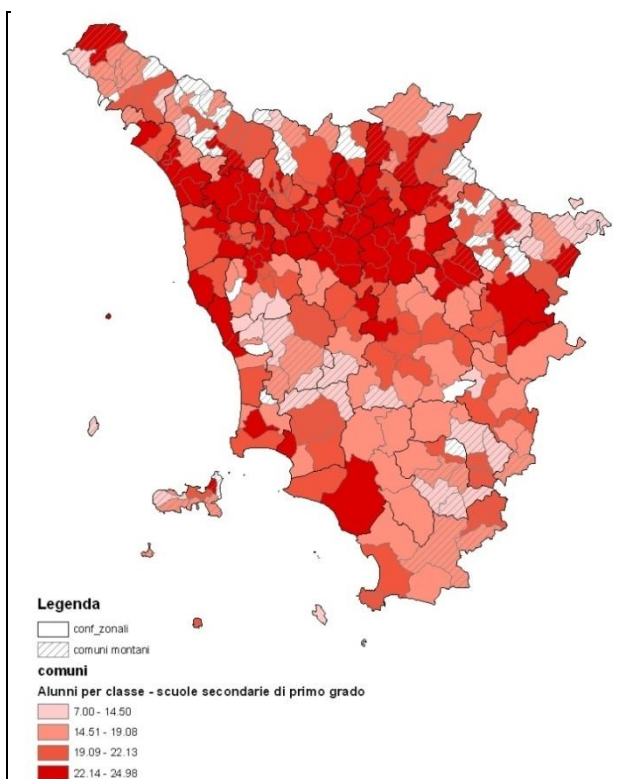 Legenda
conf_zonali
comuni montani
comuni
Alunni per classe - scuole secondarie di primo grado
7.00 - 14.50
14.51 - 19.08
19.09 - 22.13
22.14 - 24.98